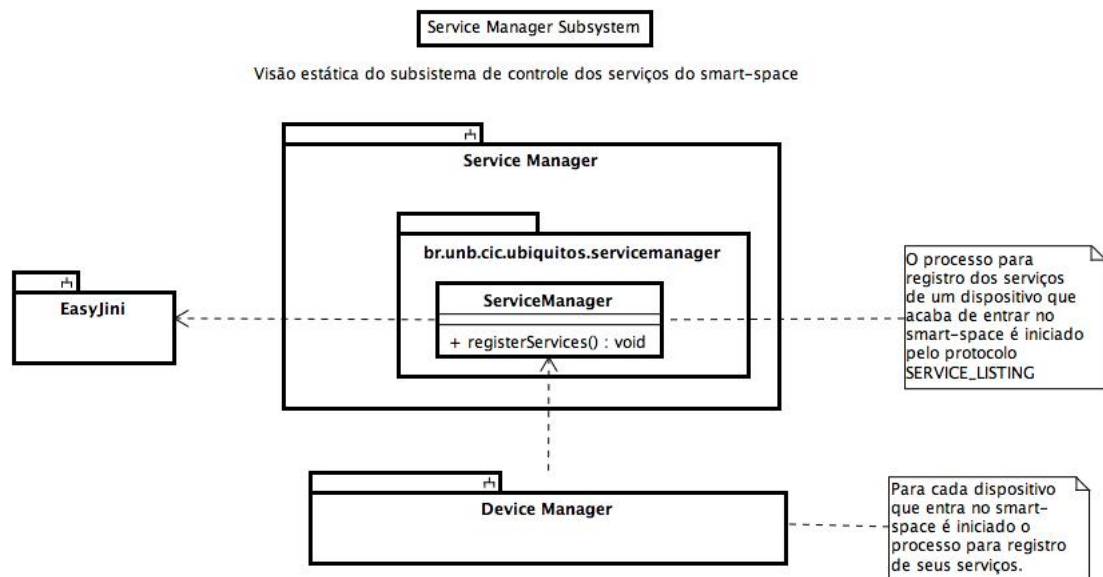 Service Manager Subsystem
Visão estática do subsistema de controle dos serviços do smart-space
Service Manager
br.unb.cic.ubiquitos.servicemanager
ServiceManager
+ registerServices() : void
EasyJini
O processo para
registro dos serviços
de um dispositivo que
acaba de entrar no
smart-space é iniciado
pelo protocolo
SERVICE_LISTING
Device Manager
Para cada dispositivo
que entra no smart-
space é iniciado o
processo para registro
de seus serviços.